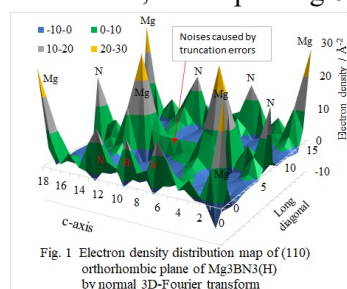 -10-0 0-10
10-20 20-30
Noises caused by
truncation errors
Electron density / Å-2
30
20
10
0
-10
Mg
Mg
N
Mg
N
N
Mg
Mg
N
H
18 16 14 12 10 8 6 4 2 0
0 5 10 15
c-axis
Long
diagonal
Fig. 1 Electron density distribution map of (110)
orthorhombic plane of Mg3BN3(H)
by normal 3D-Fourier transform